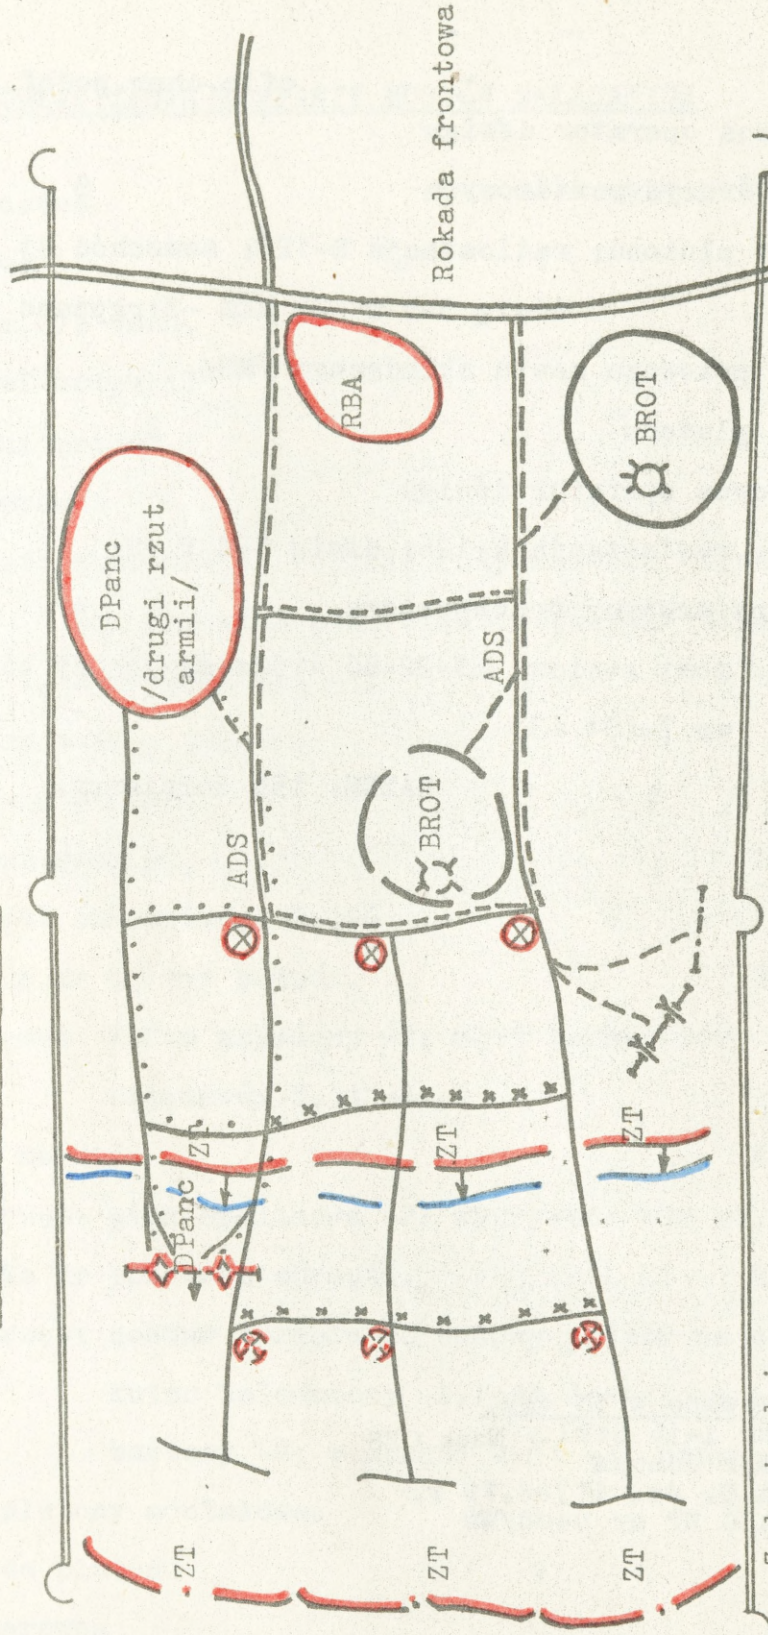 DPanc
/drugi rzut
armii/
ZT
DPanc
ZT
ADS
RBA
BROT
ZT
ZT
Rokada frontowa
ADS
ZT
ZT
BROT